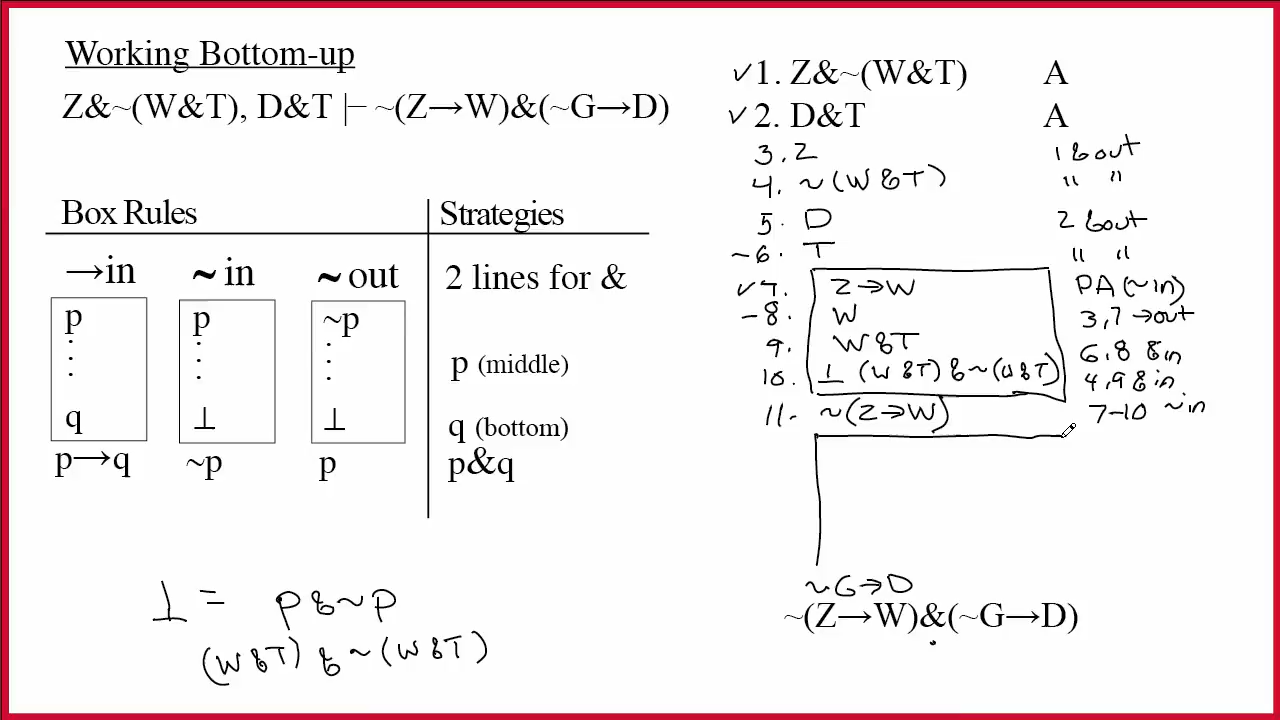 Working Bottom-up
Z&~(W&T), D&T |– ~(Z→W)&(~G→D)
Box Rules Strategies
→in ~in ~out 2 lines for &
p p ~p
⋮ ⋮ ⋮ p (middle)
q ⊥ ⊥ q (bottom)
p→q ~p p p&q
⊥ = p&~p
(W&T) & ~(W&T)
✓1. Z&~(W&T) A
✓2. D&T A
3. Z 1 &out
4. ~(W&T) " "
5. D 2 &out
~6. T " "
✓7. Z→W PA (~in)
-8. W 3,7 →out
9. W&T 6,8 &in
10. ⊥ (W&T) & ~(W&T) 4,9 &in
11. ~(Z→W) 7-10 ~in
~G→D
~(Z→W)&(~G→D)